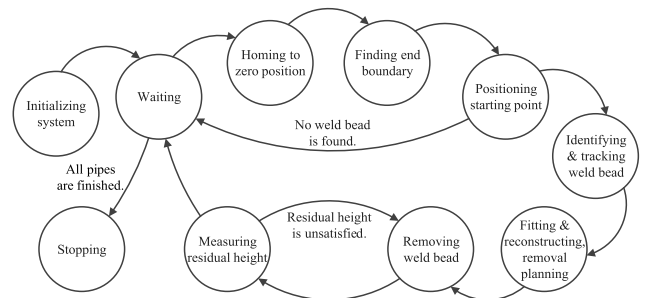 Initializing
system
Waiting
Homing to
zero position
Finding end
boundary
Positioning
starting point
No weld bead
is found.
Identifying
& tracking
weld bead
All pipes
are finished.
Stopping
Measuring
residual height
Residual height
is unsatisfied.
Removing
weld bead
Fitting &
reconstructing,
removal
planning